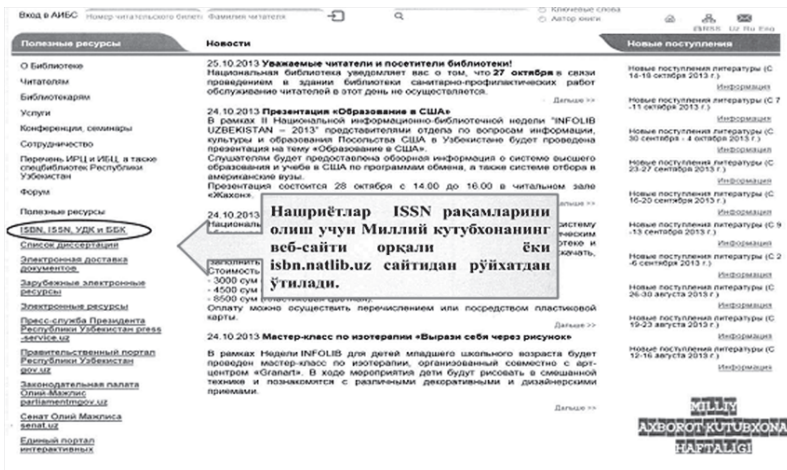 Вход в АИБС Номер читательского билета Фамилия читателя
Ключевые слова
Автор книги
Uz Ru Eng
Полезные ресурсы
О Библиотеке
Читателям
Библиотекарям
Услуги
Конференции, семинары
Сотрудничество
Перечень ИРЦ и ИБЦ, а также
спецбиблиотек Республики
Узбекистан
Форум
Полезные ресурсы
ISBN, ISSN, УДК и ББК
Список диссертаций
Электронная доставка
документов
Зарубежные электронные
ресурсы
Электронные ресурсы
Пресс-служба Президента
Республики Узбекистан press
-service.uz
Правительственный портал
Республики Узбекистан
gov.uz
Законодательная палата
Олий-Мажлис
parliamentmgov.uz
Сенат Олий Мажлиса
senat.uz
Единый портал
интерактивных
Новости
25.10.2013 Уважаемые читатели и посетители библиотеки!
Национальная библиотека уведомляет вас о том, что 27 октября в связи
проведением в здании библиотеки санитарно-профилактических работ
обслуживание читателей в этот день не осуществляется.
Дальше >>
24.10.2013 Презентация «Образование в США»
В рамках II Национальной информационно-библиотечной недели "INFOLIB
UZBEKISTAN – 2013" представителями отдела по вопросам информации,
культуры и образования Посольства США в Узбекистане будет проведена
презентация на тему «Образование в США».
Слушателям будет предоставлена обзорная информация о системе высшего
образования и учебе в США по программам обмена, а также системе отбора в
американские вузы.
Презентация состоится 28 октября с 14.00 до 16.00 в читальном зале
«Жахон».
Дальше >>
24.10.2013
Нашриётлар ISSN рақамларини
олиш учун Миллий кутубхонанинг
веб-сайти орқали ёки
isbn.natlib.uz сайтидан рўйхатдан
ўтилади.
заполнить
Стоимость
- 3000 сум
- 4500 сум
- 8500 сум (пластиковая цветная).
Оплату можно осуществить перечислением или посредством пластиковой
карты.
Дальше >>
24.10.2013 Мастер-класс по изотерапии «Вырази себя через рисунок»
В рамках Недели INFOLIB для детей младшего школьного возраста будет
проведен мастер-класс по изотерапии, организованный совместно с арт-
центром «Granart». В ходе мероприятия дети будут рисовать в смешанной
технике и познакомятся с различными декоративными и дизайнерскими
приемами.
Дальше >>
Новые поступления
Новые поступления литературы (С
14-18 октября 2013 г.)
Информация
Новые поступления литературы (С 7
-11 октября 2013 г.)
Информация
Новые поступления литературы (С
30 сентября - 4 октября 2013 г.)
Информация
Новые поступления литературы (С
23-27 сентября 2013 г.)
Информация
Новые поступления литературы (С
16-20 сентября 2013 г.)
Информация
Новые поступления литературы (С 9
-13 сентября 2013 г.)
Информация
Новые поступления литературы (С 2
-6 сентября 2013 г.)
Информация
Новые поступления литературы (С
26-30 августа 2013 г.)
Информация
Новые поступления литературы (С
19-23 августа 2013 г.)
Информация
Новые поступления литературы (С
12-16 августа 2013 г.)
Информация
MILLIY
AXBOROT-KUTUBXONA
HAFTALIGI